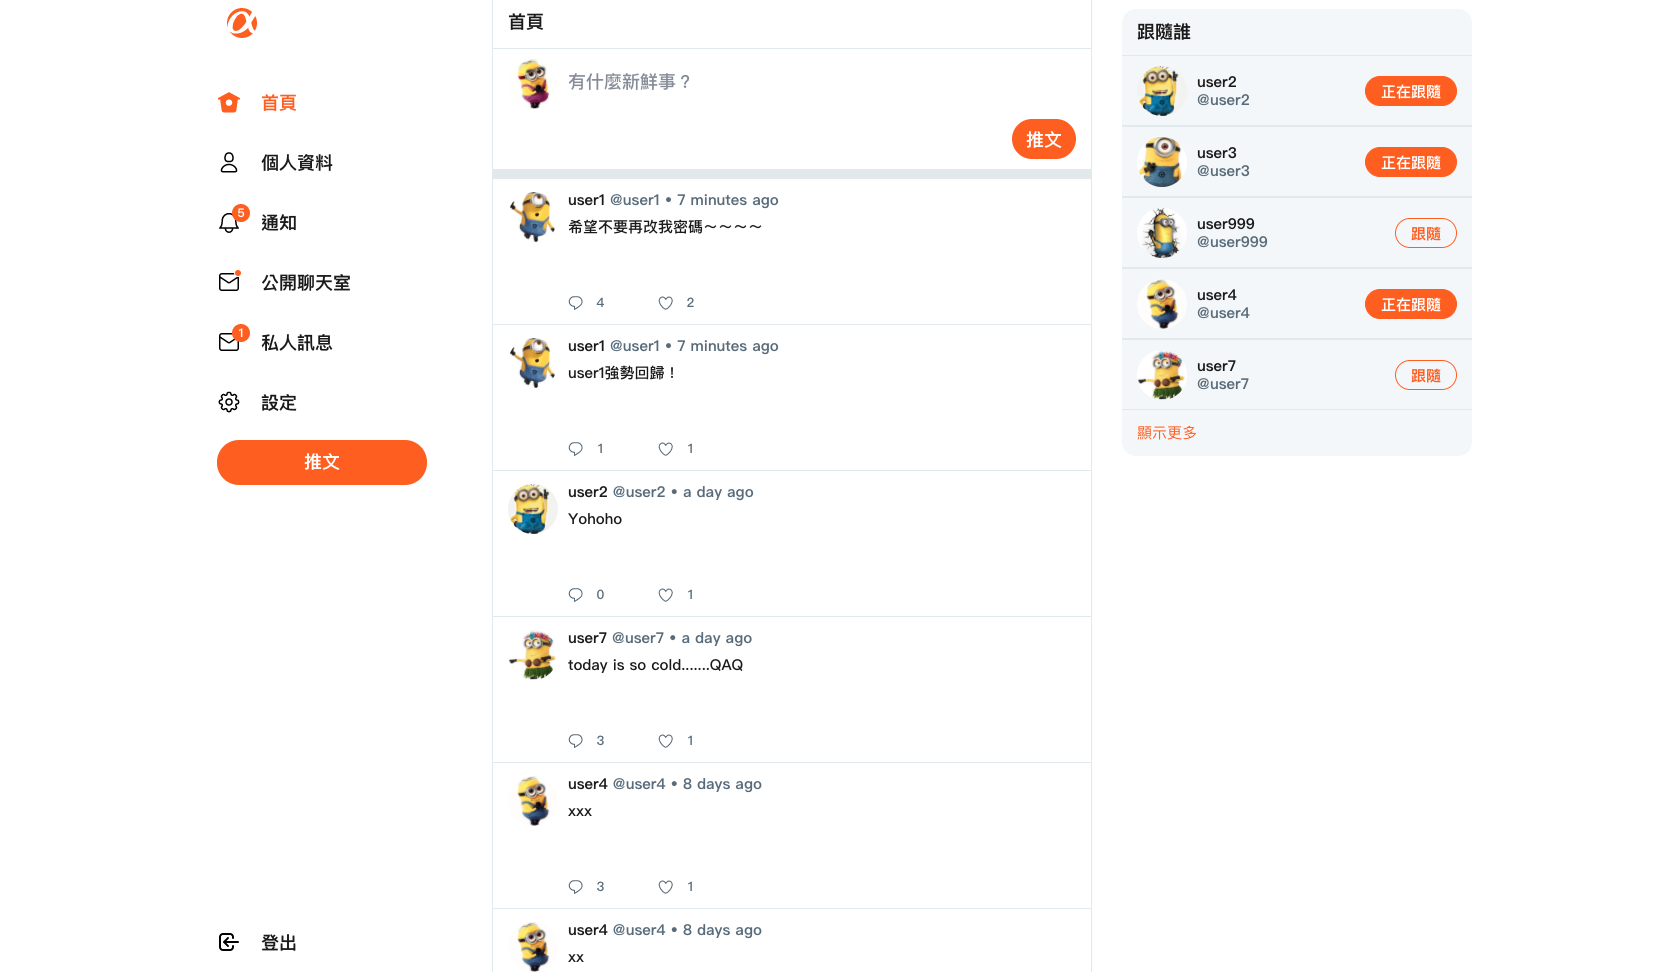 首頁
個人資料
5
通知
公開聊天室
1
私人訊息
設定
推文
登出
首頁
有什麼新鮮事？
推文
user1 @user1 • 7 minutes ago
希望不要再改我密碼～～～～
4 2
user1 @user1 • 7 minutes ago
user1強勢回歸！
1 1
user2 @user2 • a day ago
Yohoho
0 1
user7 @user7 • a day ago
today is so cold.......QAQ
3 1
user4 @user4 • 8 days ago
xxx
3 1
user4 @user4 • 8 days ago
xx
跟隨誰
user2
@user2
正在跟隨
user3
@user3
正在跟隨
user999
@user999
跟隨
user4
@user4
正在跟隨
user7
@user7
跟隨
顯示更多